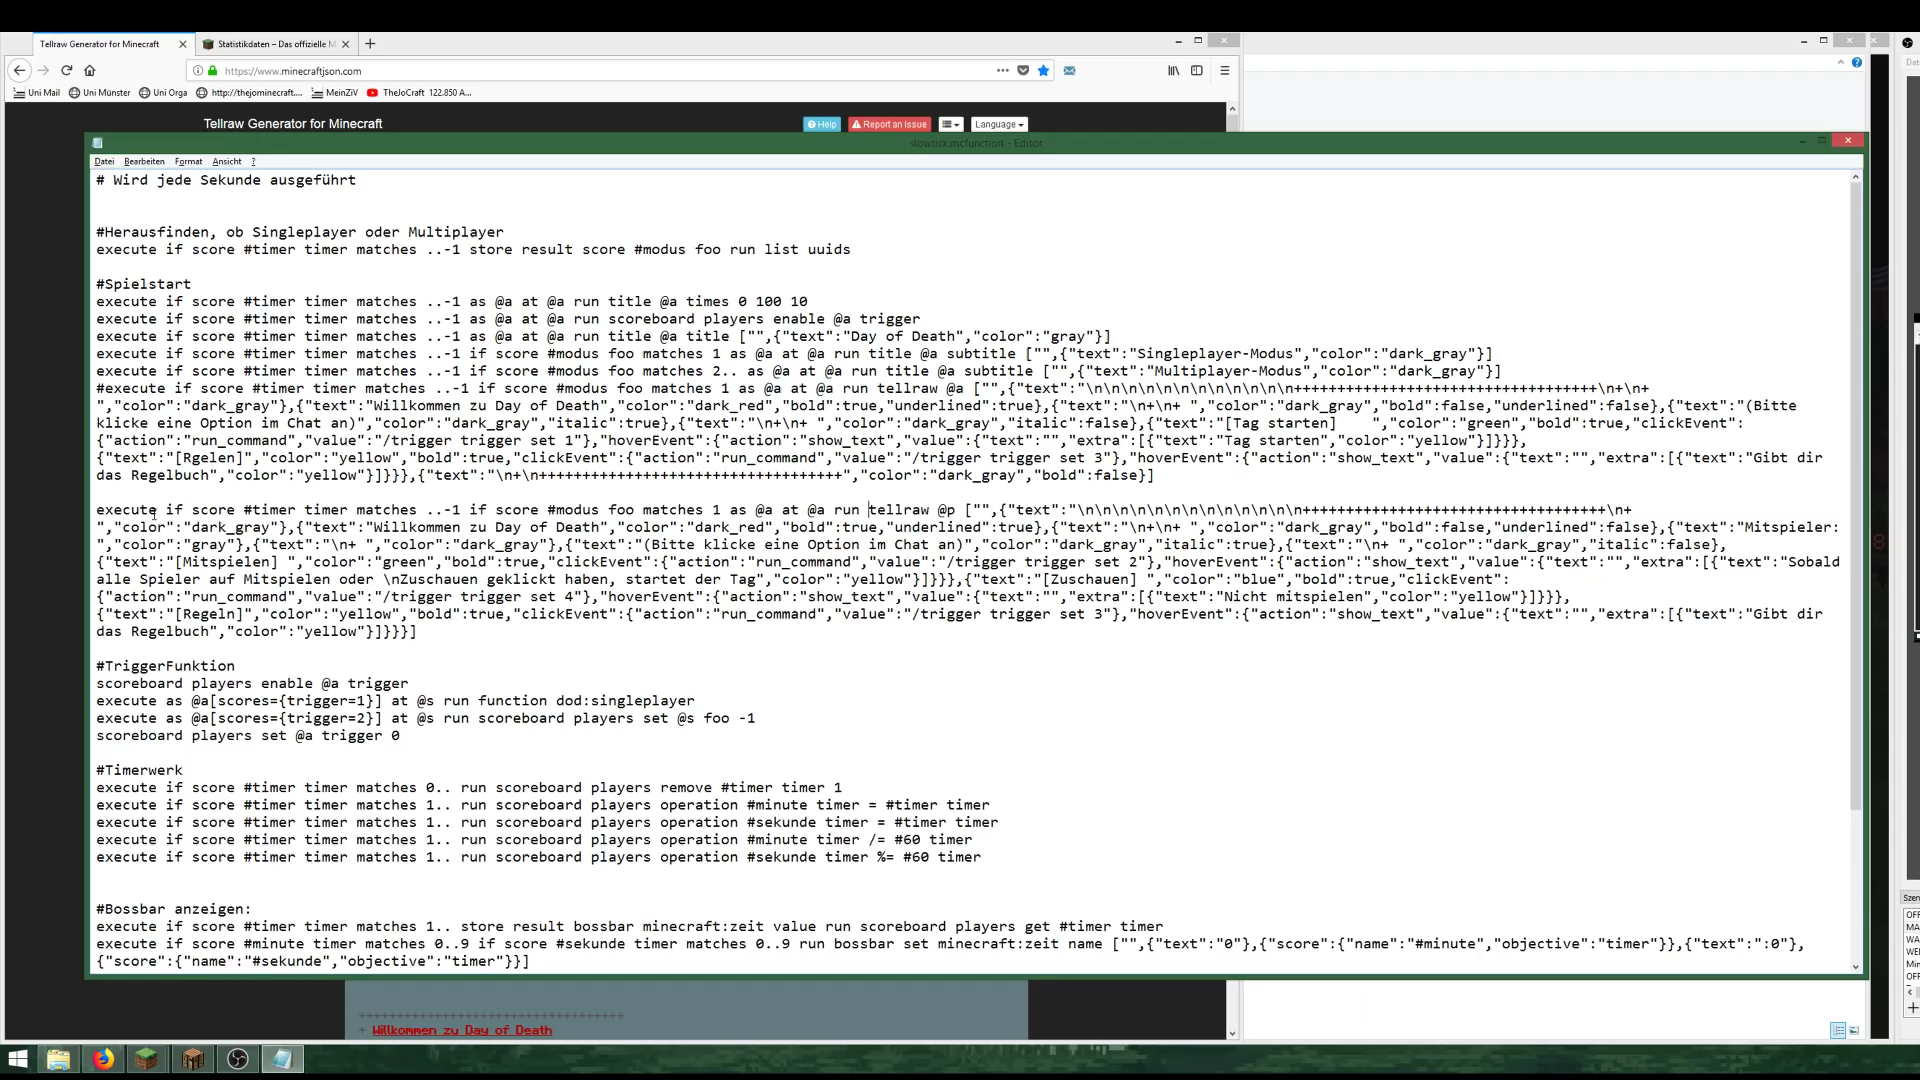 Tellraw Generator for Minecraft
Statistikdaten – Das offizielle M
https://www.minecraftjson.com
Uni Mail
Uni Münster
Uni Orga
http://thejominecraft....
MeinZiV
TheJoCraft 122.850 A...
Tellraw Generator for Minecraft
Help
Report an Issue
Language
slowtick.mcfunction - Editor
Datei Bearbeiten Format Ansicht ?
# Wird jede Sekunde ausgeführt
#Herausfinden, ob Singleplayer oder Multiplayer
execute if score #timer timer matches ..-1 store result score #modus foo run list uuids
#Spielstart
execute if score #timer timer matches ..-1 as @a at @a run title @a times 0 100 10
execute if score #timer timer matches ..-1 as @a at @a run scoreboard players enable @a trigger
execute if score #timer timer matches ..-1 as @a at @a run title @a title ["",{"text":"Day of Death","color":"gray"}]
execute if score #timer timer matches ..-1 if score #modus foo matches 1 as @a at @a run title @a subtitle ["",{"text":"Singleplayer-Modus","color":"dark_gray"}]
execute if score #timer timer matches ..-1 if score #modus foo matches 2.. as @a at @a run title @a subtitle ["",{"text":"Multiplayer-Modus","color":"dark_gray"}]
#execute if score #timer timer matches ..-1 if score #modus foo matches 1 as @a at @a run tellraw @a ["",{"text":"\n\n\n\n\n\n\n\n\n\n\n\n+++++++++++++++++++++++++++++++++++\n+\n+
","color":"dark_gray"},{"text":"Willkommen zu Day of Death","color":"dark_red","bold":true,"underlined":true},{"text":"\n+\n+ ","color":"dark_gray","bold":false,"underlined":false},{"text":"(Bitte
klicke eine Option im Chat an)","color":"dark_gray","italic":true},{"text":"\n+\n+ ","color":"dark_gray","italic":false},{"text":"[Tag starten]    ","color":"green","bold":true,"clickEvent":
{"action":"run_command","value":"/trigger trigger set 1"},"hoverEvent":{"action":"show_text","value":{"text":"","extra":[{"text":"Tag starten","color":"yellow"}]}}},
{"text":"[Rgelen]","color":"yellow","bold":true,"clickEvent":{"action":"run_command","value":"/trigger trigger set 3"},"hoverEvent":{"action":"show_text","value":{"text":"","extra":[{"text":"Gibt dir
das Regelbuch","color":"yellow"}]}}},{"text":"\n+\n+++++++++++++++++++++++++++++++++++","color":"dark_gray","bold":false}]
execute if score #timer timer matches ..-1 if score #modus foo matches 1 as @a at @a run tellraw @p ["",{"text":"\n\n\n\n\n\n\n\n\n\n\n\n\n+++++++++++++++++++++++++++++++++++\n+
","color":"dark_gray"},{"text":"Willkommen zu Day of Death","color":"dark_red","bold":true,"underlined":true},{"text":"\n+\n+ ","color":"dark_gray","bold":false,"underlined":false},{"text":"Mitspieler:
","color":"gray"},{"text":"\n+ ","color":"dark_gray"},{"text":"(Bitte klicke eine Option im Chat an)","color":"dark_gray","italic":true},{"text":"\n+ ","color":"dark_gray","italic":false},
{"text":"[Mitspielen] ","color":"green","bold":true,"clickEvent":{"action":"run_command","value":"/trigger trigger set 2"},"hoverEvent":{"action":"show_text","value":{"text":"","extra":[{"text":"Sobald
alle Spieler auf Mitspielen oder \nZuschauen geklickt haben, startet der Tag","color":"yellow"}]}}},{"text":"[Zuschauen] ","color":"blue","bold":true,"clickEvent":
{"action":"run_command","value":"/trigger trigger set 4"},"hoverEvent":{"action":"show_text","value":{"text":"","extra":[{"text":"Nicht mitspielen","color":"yellow"}]}}},
{"text":"[Regeln]","color":"yellow","bold":true,"clickEvent":{"action":"run_command","value":"/trigger trigger set 3"},"hoverEvent":{"action":"show_text","value":{"text":"","extra":[{"text":"Gibt dir
das Regelbuch","color":"yellow"}]}}}]
#TriggerFunktion
scoreboard players enable @a trigger
execute as @a[scores={trigger=1}] at @s run function dod:singleplayer
execute as @a[scores={trigger=2}] at @s run scoreboard players set @s foo -1
scoreboard players set @a trigger 0
#Timerwerk
execute if score #timer timer matches 0.. run scoreboard players remove #timer timer 1
execute if score #timer timer matches 1.. run scoreboard players operation #minute timer = #timer timer
execute if score #timer timer matches 1.. run scoreboard players operation #sekunde timer = #timer timer
execute if score #timer timer matches 1.. run scoreboard players operation #minute timer /= #60 timer
execute if score #timer timer matches 1.. run scoreboard players operation #sekunde timer %= #60 timer
#Bossbar anzeigen:
execute if score #timer timer matches 1.. store result bossbar minecraft:zeit value run scoreboard players get #timer timer
execute if score #minute timer matches 0..9 if score #sekunde timer matches 0..9 run bossbar set minecraft:zeit name ["",{"text":"0"},{"score":{"name":"#minute","objective":"timer"}},{"text":":0"},
{"score":{"name":"#sekunde","objective":"timer"}}]
+++++++++++++++++++++++++++++++++++
+ Willkommen zu Day of Death
Dat
Szen
OFF
MA
WA
WE
Min
OFF